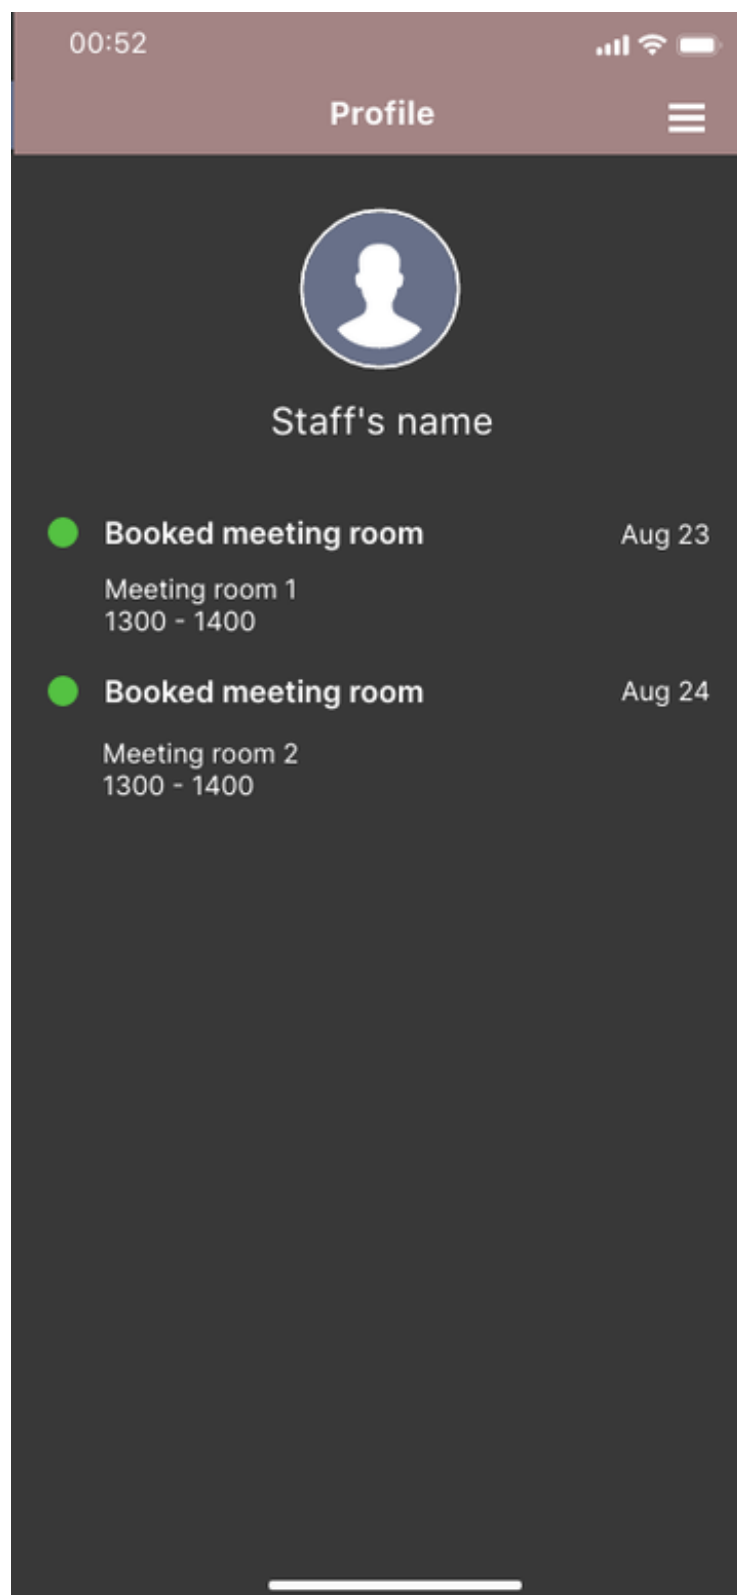 00:52
Profile
Staff's name
Booked meeting room Aug 23
Meeting room 1
1300 - 1400
Booked meeting room Aug 24
Meeting room 2
1300 - 1400